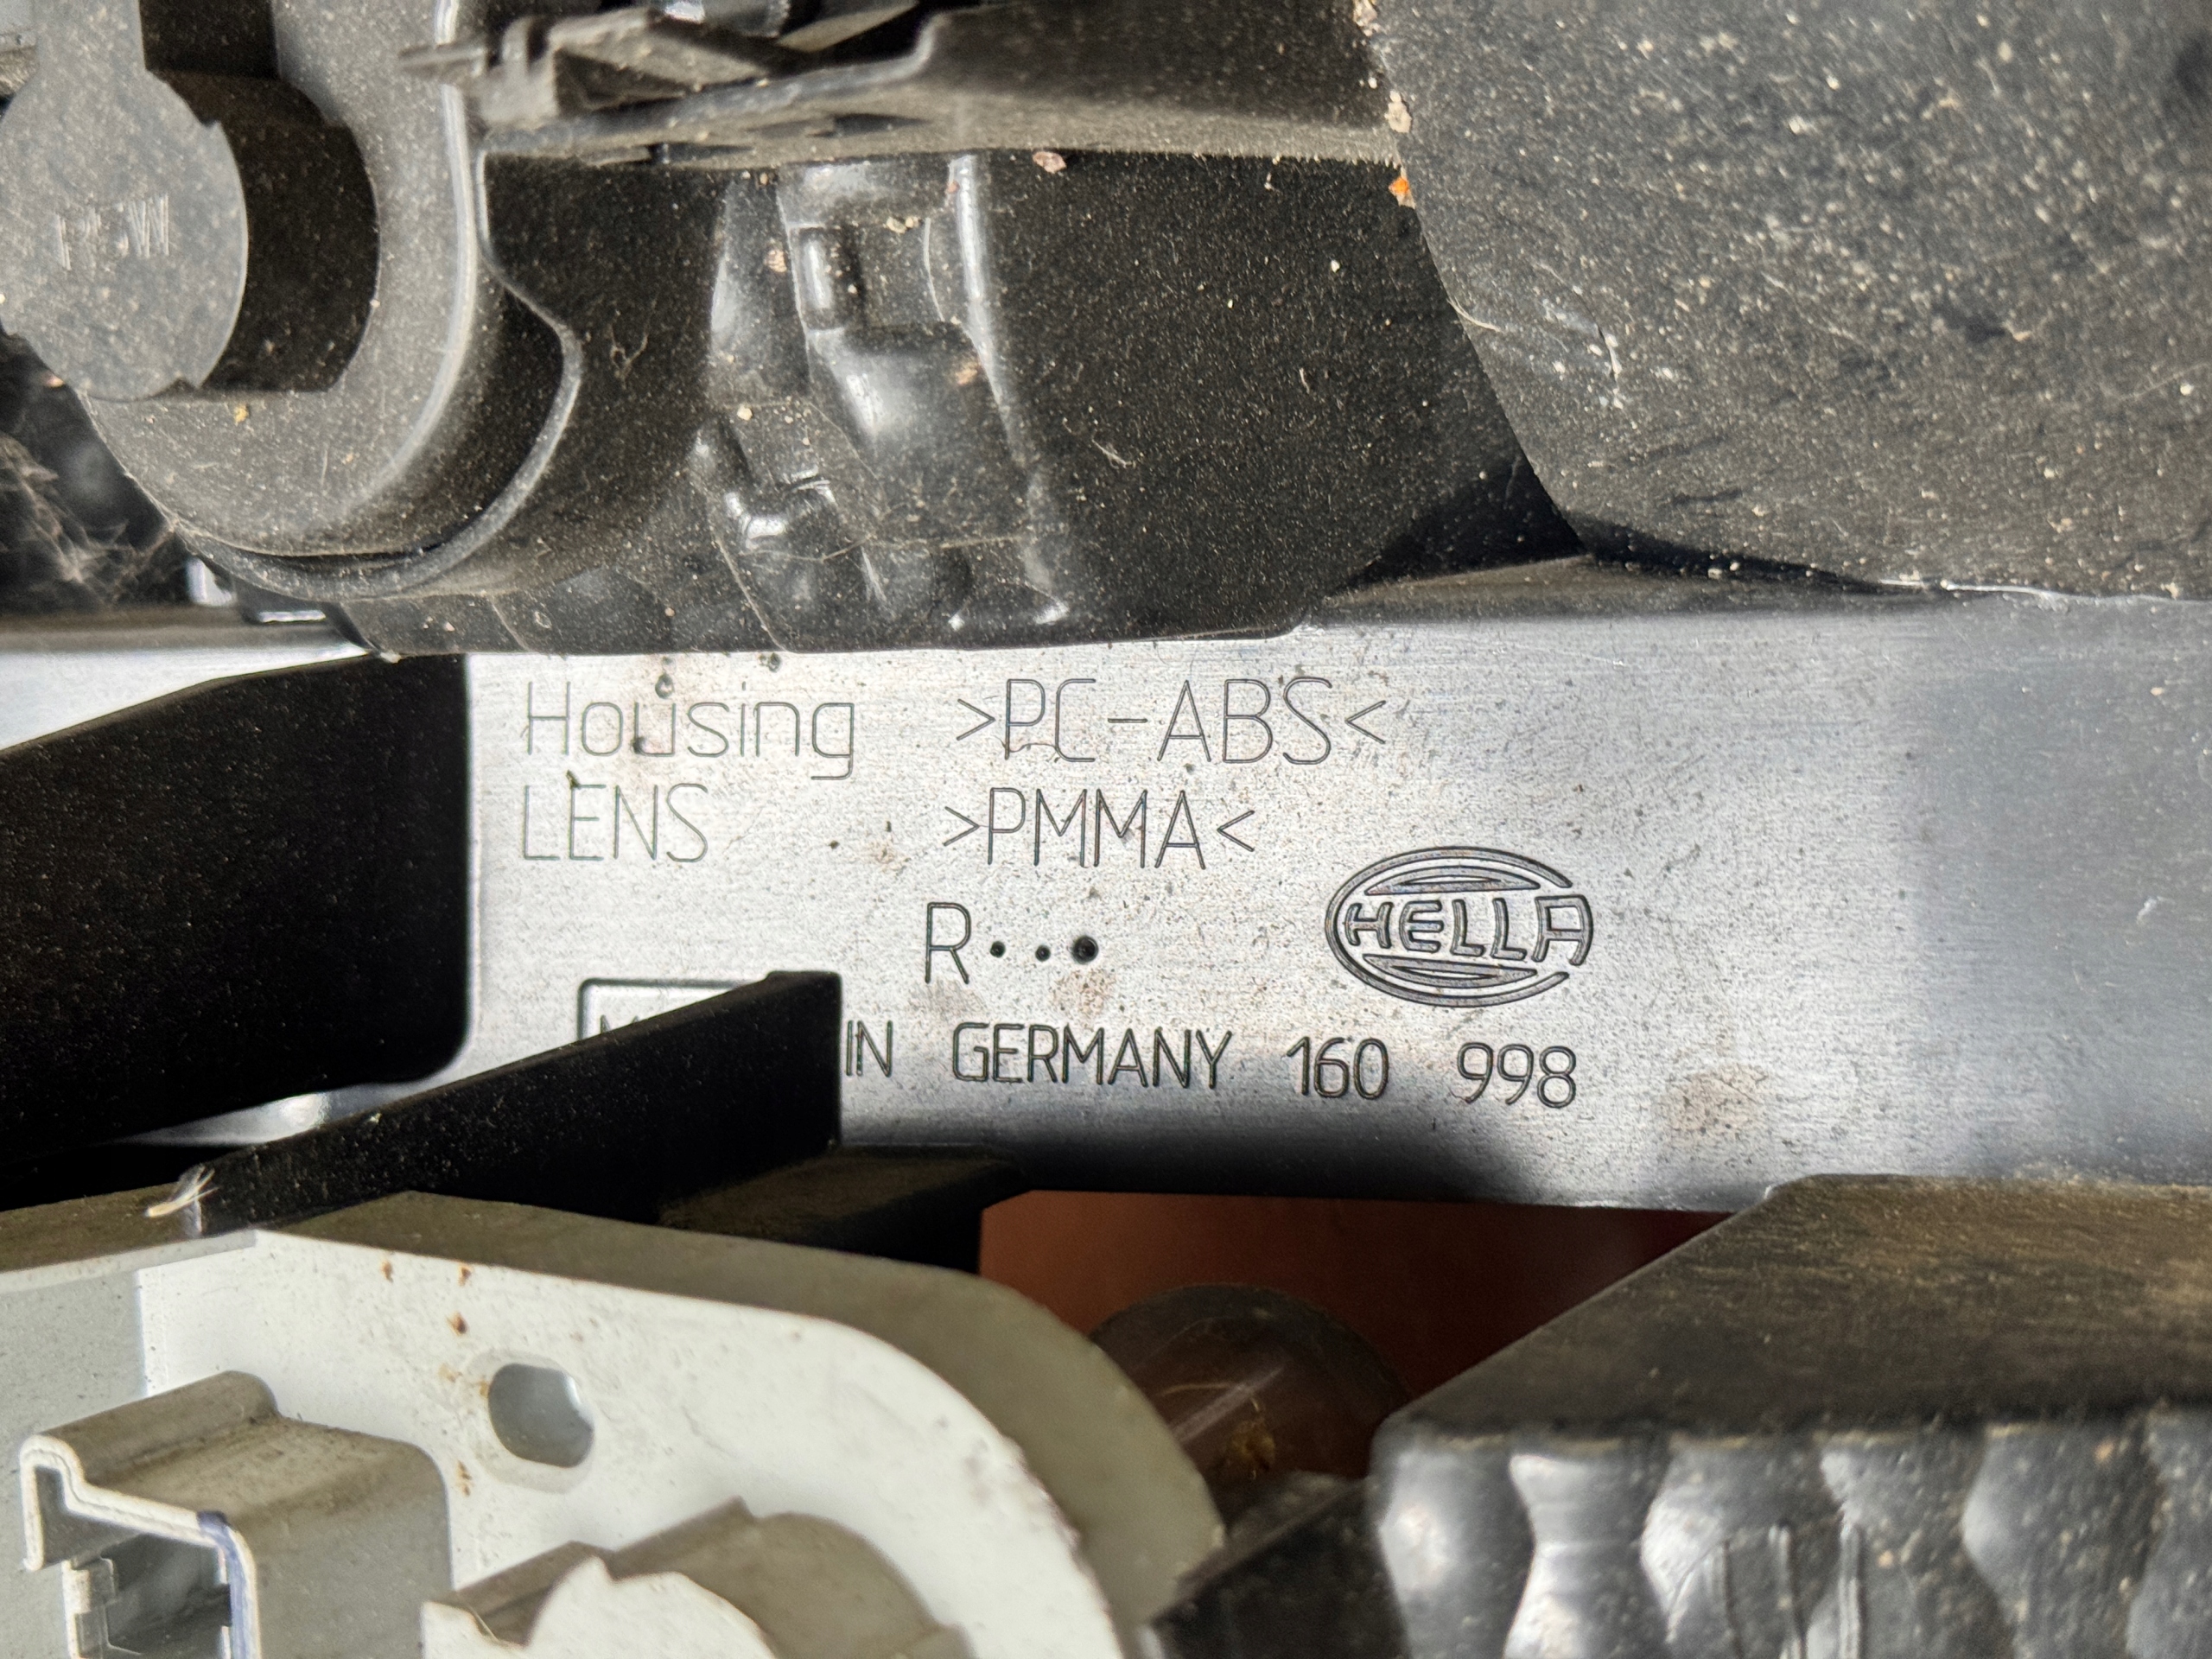 Housing >PC-ABS<
LENS >PMMA<
R...
HELLA
IN GERMANY 160 998